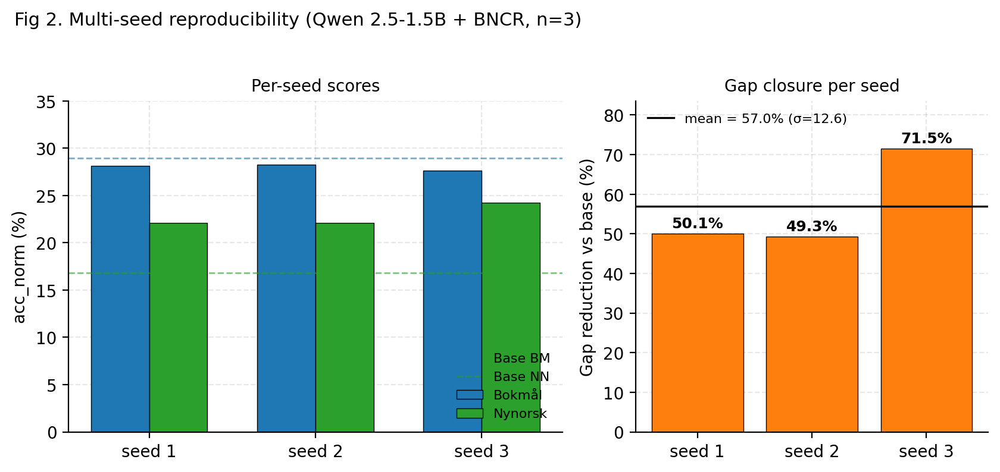 Fig 2. Multi-seed reproducibility (Qwen 2.5-1.5B + BNCR, n=3)
Per-seed scores
acc_norm (%)
35
30
25
20
15
10
5
0
seed 1
seed 2
seed 3
Base BM
Base NN
Bokmål
Nynorsk
Gap closure per seed
Gap reduction vs base (%)
80
70
60
50
40
30
20
10
0
mean = 57.0% (σ=12.6)
50.1%
49.3%
71.5%
seed 1
seed 2
seed 3